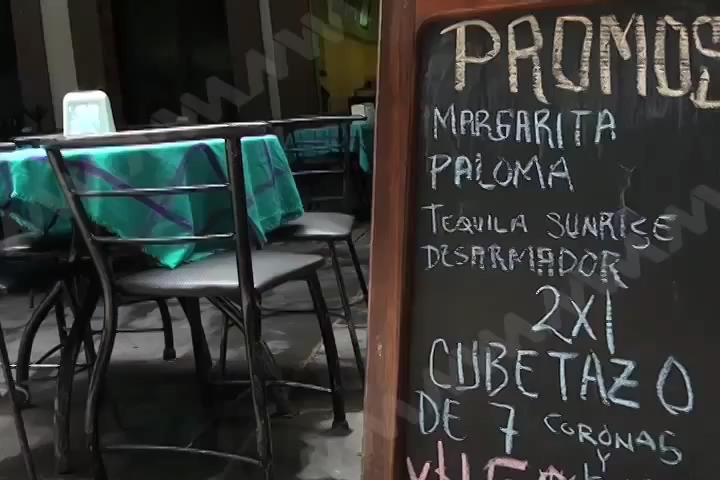 PROMOS
MARGARITA
PALOMA
TEQUILA SUNRISE
DESARMADOR
2X1
CUBETAZO
DE 7 CORONAS
Y